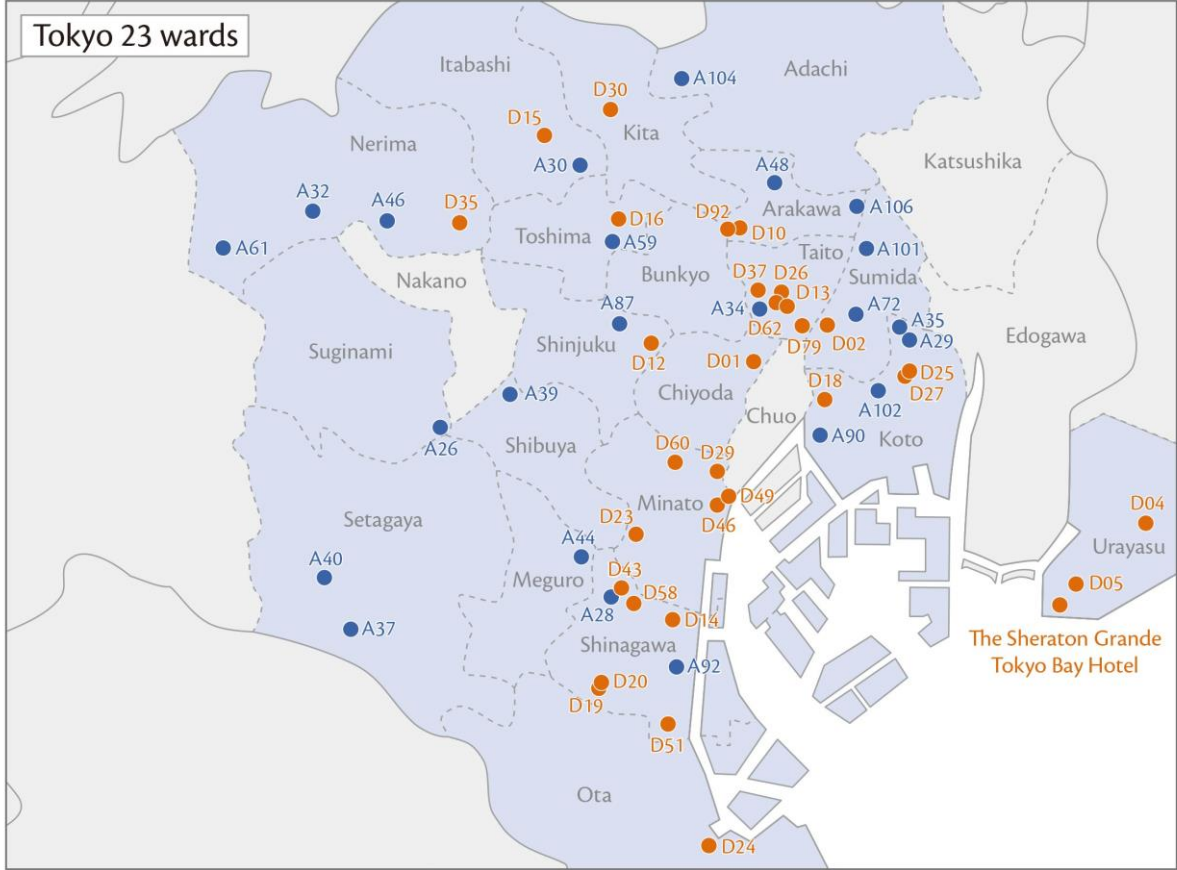 Tokyo 23 wards
Itabashi
A104
Adachi
D30
D15
Kita
Nerima
A30
A48
Katsushika
A32
A46
D35
D16
D92
Arakawa
A106
A61
Toshima
A59
D10
Taito
A101
Nakano
Bunkyo
D37
D26
Sumida
D13
A87
A34
A72
A35
Suginami
Shinjuku
D62
A29
D12
D01
D79
D02
Edogawa
D18
D25
A39
Chiyoda
D27
A102
Chuo
A26
Shibuya
A90
Koto
D60
D29
Setagaya
Minato
D49
D04
D23
D46
Urayasu
A44
A40
Meguro
D43
D05
D58
A28
D14
A37
Shinagawa
The Sheraton Grande
Tokyo Bay Hotel
A92
D20
D19
D51
Ota
D24